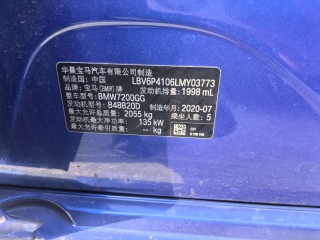 华晨宝马汽车有限公司制造
制造国：中国 LBV6P4106LMY03773
品牌：宝马(BMW)牌 发动机排量：1998 mL
整车型号：BMW7200GG
发动机型号：B48B20D 制造年月：2020-07
最大允许总质量：2055 kg 乘坐人数：5
发动机最大净功率：135 kW
最大允许牵引质量：-- kg